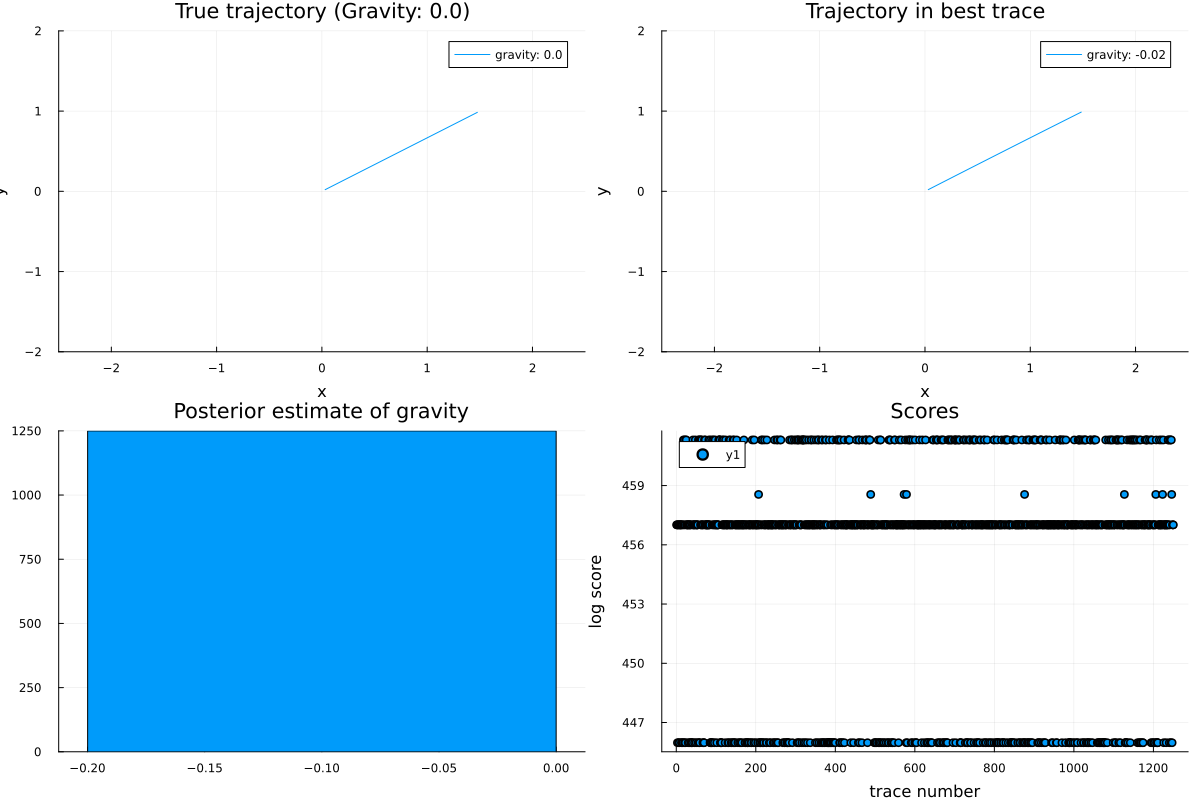 True trajectory (Gravity: 0.0)
gravity: 0.0
y
2
1
0
−1
−2
−2 −1 0 1 2
x
Trajectory in best trace
gravity: -0.02
y
2
1
0
−1
−2
−2 −1 0 1 2
x
Posterior estimate of gravity
1250
1000
750
500
250
0
−0.20 −0.15 −0.10 −0.05 0.00
Scores
y1
log score
459
456
453
450
447
0 200 400 600 800 1000 1200
trace number